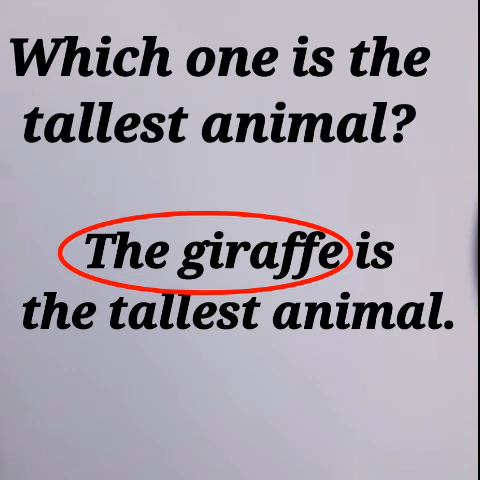 Which one is the
tallest animal?
The giraffe is
the tallest animal.